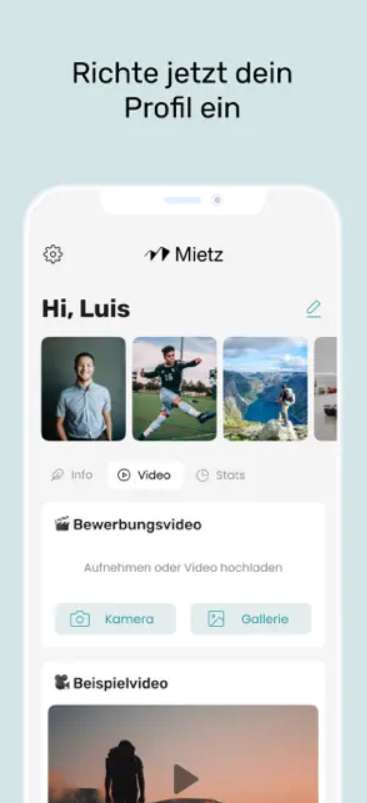 Richte jetzt dein
Profil ein
Mietz
Hi, Luis
Info Video Stats
Bewerbungsvideo
Aufnehmen oder Video hochladen
Kamera Gallerie
Beispielvideo